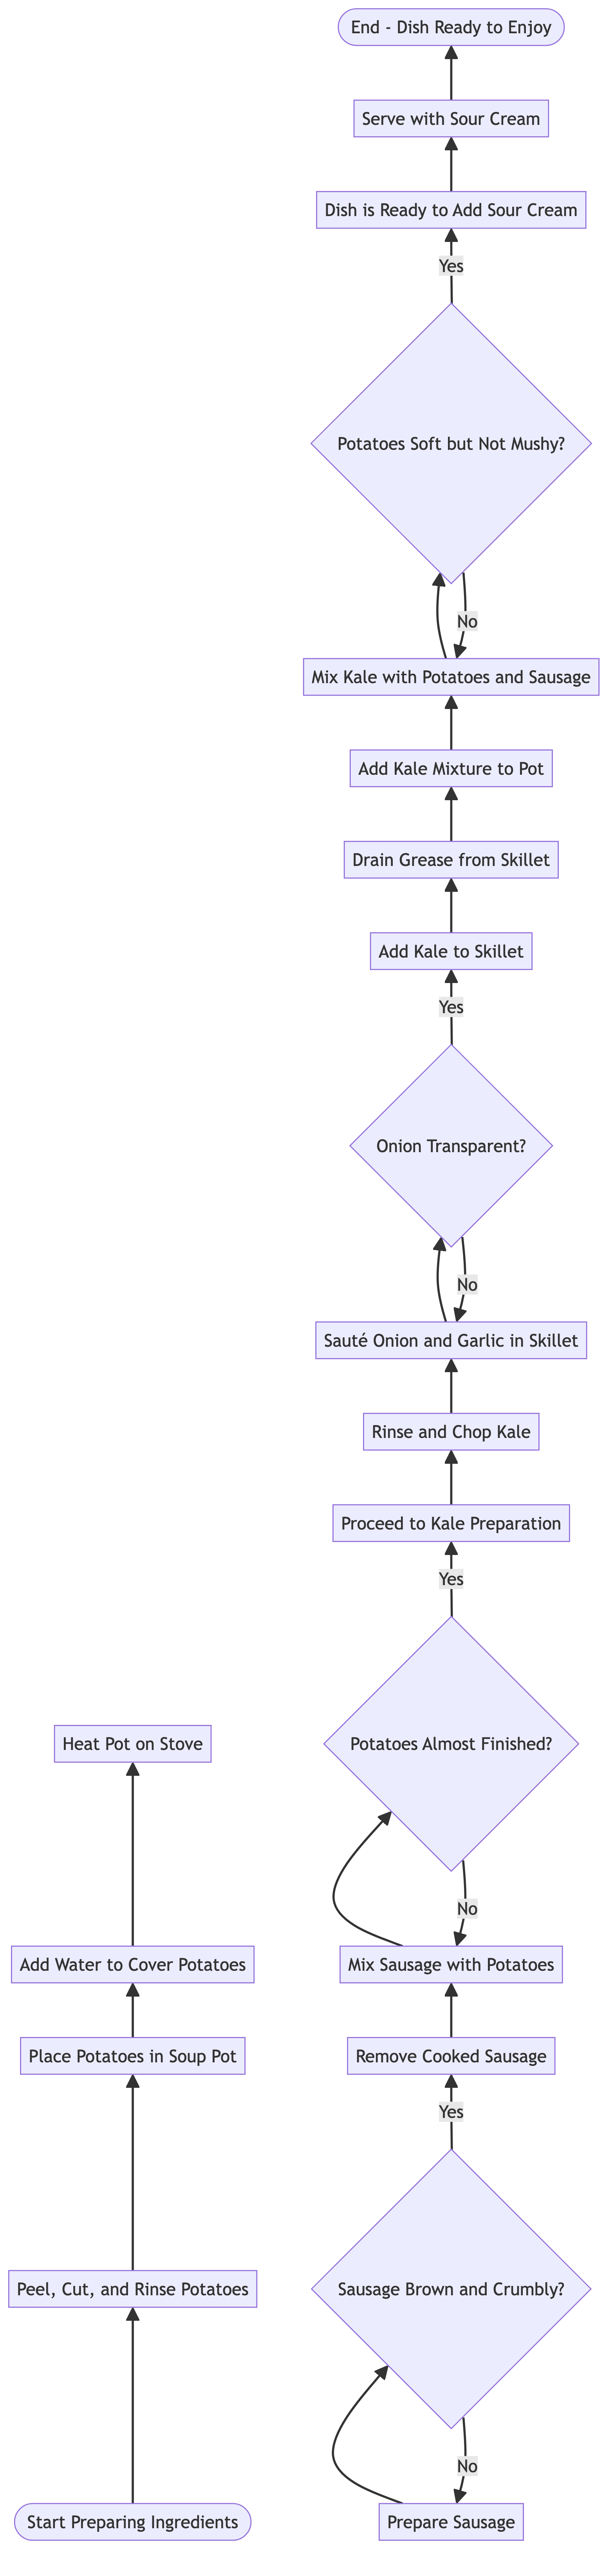 End - Dish Ready to Enjoy
Serve with Sour Cream
Dish is Ready to Add Sour Cream
Yes
Potatoes Soft but Not Mushy?
No
Mix Kale with Potatoes and Sausage
Add Kale Mixture to Pot
Drain Grease from Skillet
Add Kale to Skillet
Yes
Onion Transparent?
No
Sauté Onion and Garlic in Skillet
Rinse and Chop Kale
Proceed to Kale Preparation
Yes
Heat Pot on Stove
Potatoes Almost Finished?
No
Add Water to Cover Potatoes
Mix Sausage with Potatoes
Place Potatoes in Soup Pot
Remove Cooked Sausage
Yes
Peel, Cut, and Rinse Potatoes
Sausage Brown and Crumbly?
No
Start Preparing Ingredients
Prepare Sausage